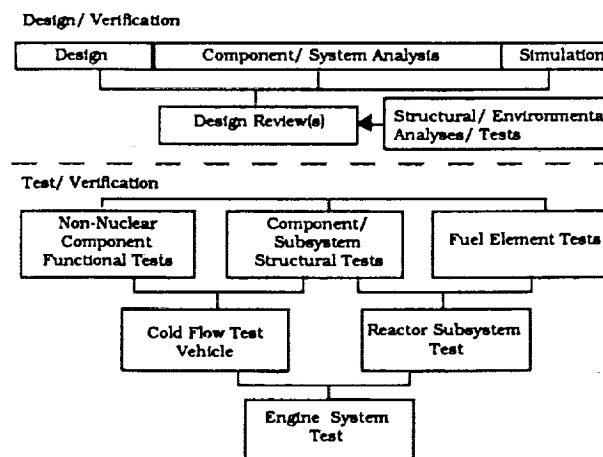 Design/ Verification
Design
Component/ System Analysis
Simulation
Design Review(s)
Structural/ Environmenta
Analyses/ Tests
Test/ Verification
Non-Nuclear
Component
Functional Tests
Component/
Subsystem
Structural Tests
Fuel Element Tests
Cold Flow Test
Vehicle
Reactor Subsystem
Test
Engine System
Test